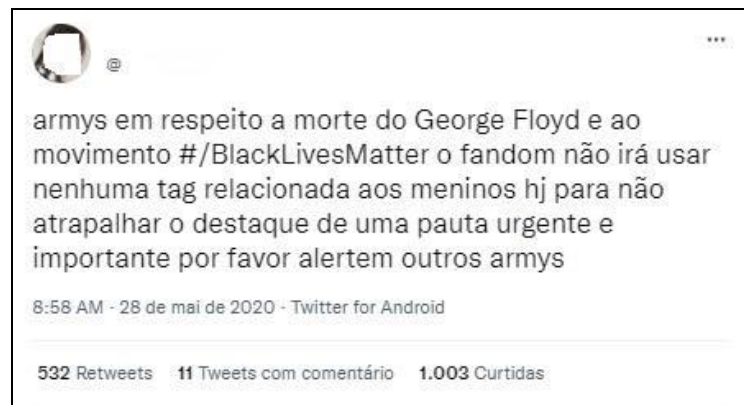 @
...
armys em respeito a morte do George Floyd e ao
movimento #/BlackLivesMatter o fandom não irá usar
nenhuma tag relacionada aos meninos hj para não
atrapalhar o destaque de uma pauta urgente e
importante por favor alertem outros armys
8:58 AM · 28 de mai de 2020 · Twitter for Android
532 Retweets 11 Tweets com comentário 1.003 Curtidas